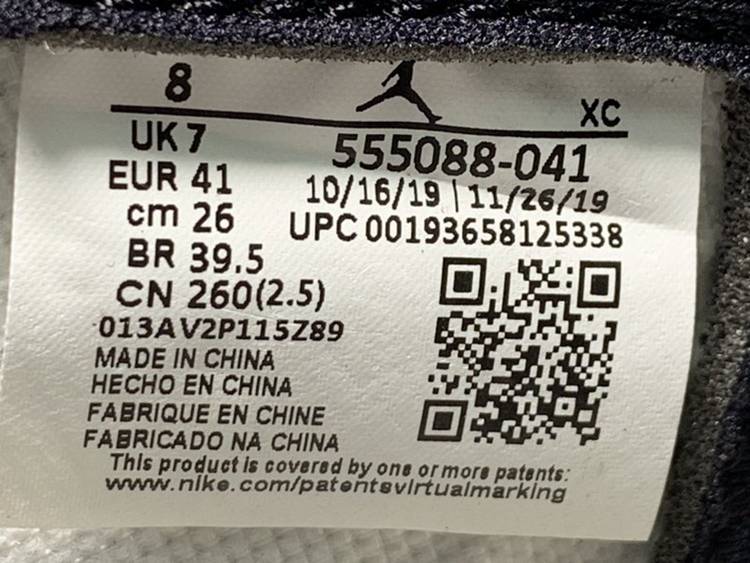 8
XC
UK 7
555088-041
EUR 41
10/16/19 | 11/26/19
cm 26
UPC 00193658125338
BR 39.5
CN 260(2.5)
013AV2P115Z89
MADE IN CHINA
HECHO EN CHINA
FABRIQUE EN CHINE
FABRICADO NA CHINA
This product is covered by one or more patents:
www.nike.com/patentsvirtualmarking